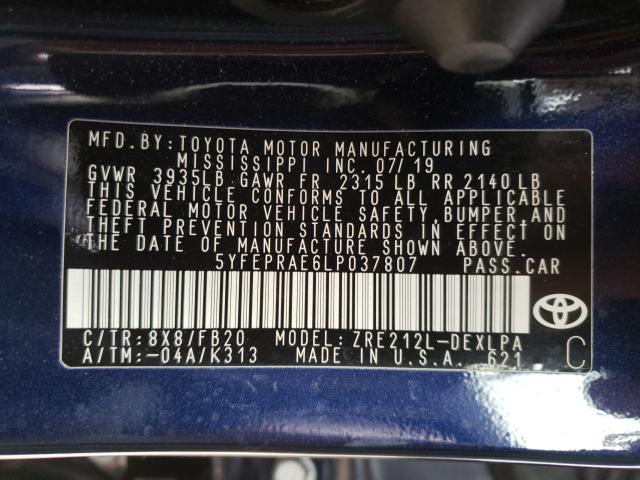 MFD.BY:TOYOTA MOTOR MANUFACTURING
MISSISSIPPI INC. 07/19
GVWR 3935LB GAWR FR 2315 LB RR 2140 LB
THIS VEHICLE CONFORMS TO ALL APPLICABLE
FEDERAL MOTOR VEHICLE SAFETY, BUMPER, AND
THEFT PREVENTION STANDARDS IN EFFECT ON
THE DATE OF MANUFACTURE SHOWN ABOVE.
5YFEPRAE6LP037807 PASS.CAR
C/TR:8X8/FB20 MODEL:ZRE212L-DEXLPA
A/TM:-04A/K313 MADE IN U.S.A. 621
C